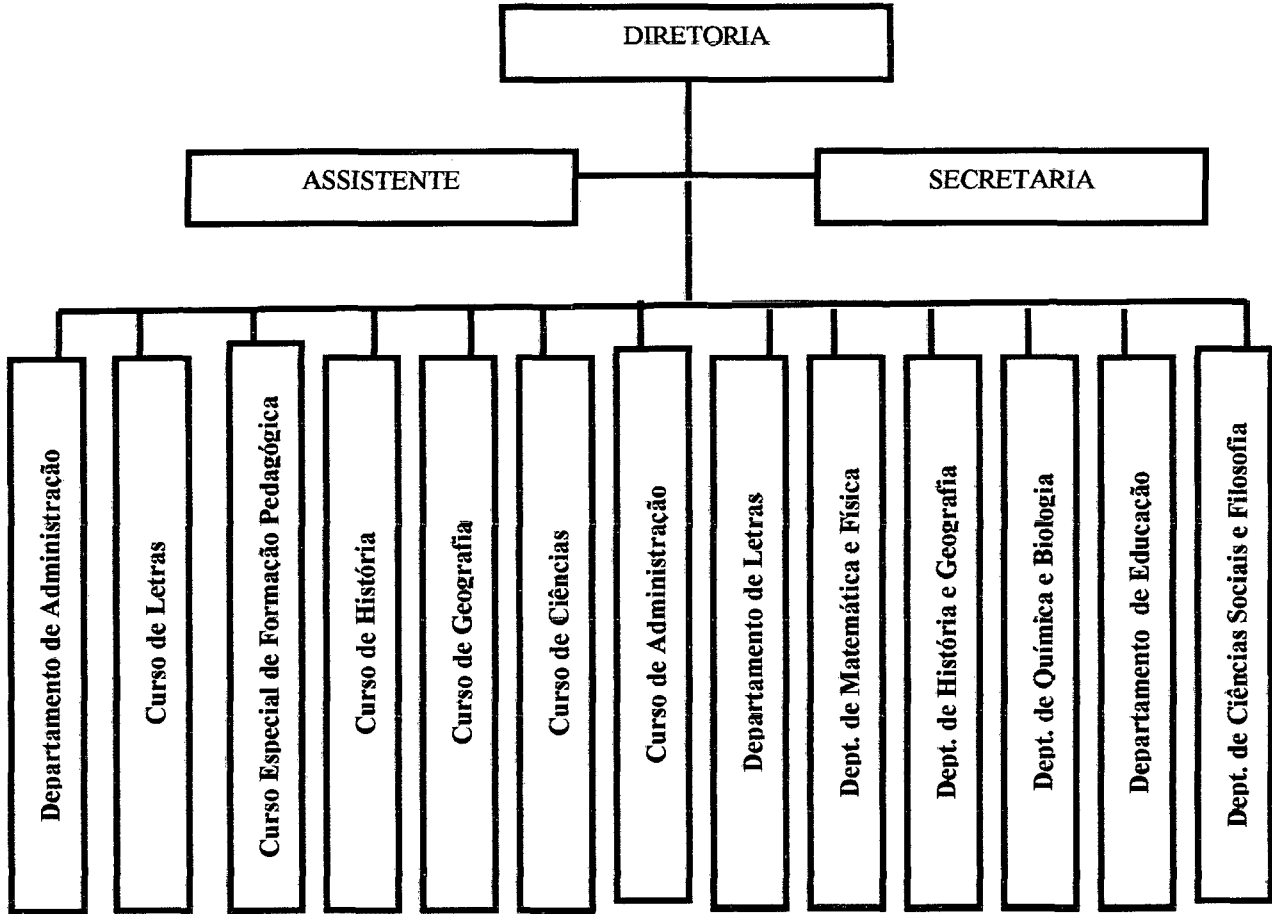 DIRETORIA
ASSISTENTE
SECRETARIA
Departamento de Administração
Curso de Letras
Curso Especial de Formação Pedagógica
Curso de História
Curso de Geografia
Curso de Ciências
Curso de Administração
Departamento de Letras
Dept. de Matemática e Física
Dept. de História e Geografia
Dept. de Química e Biologia
Departamento de Educação
Dept. de Ciências Sociais e Filosofia